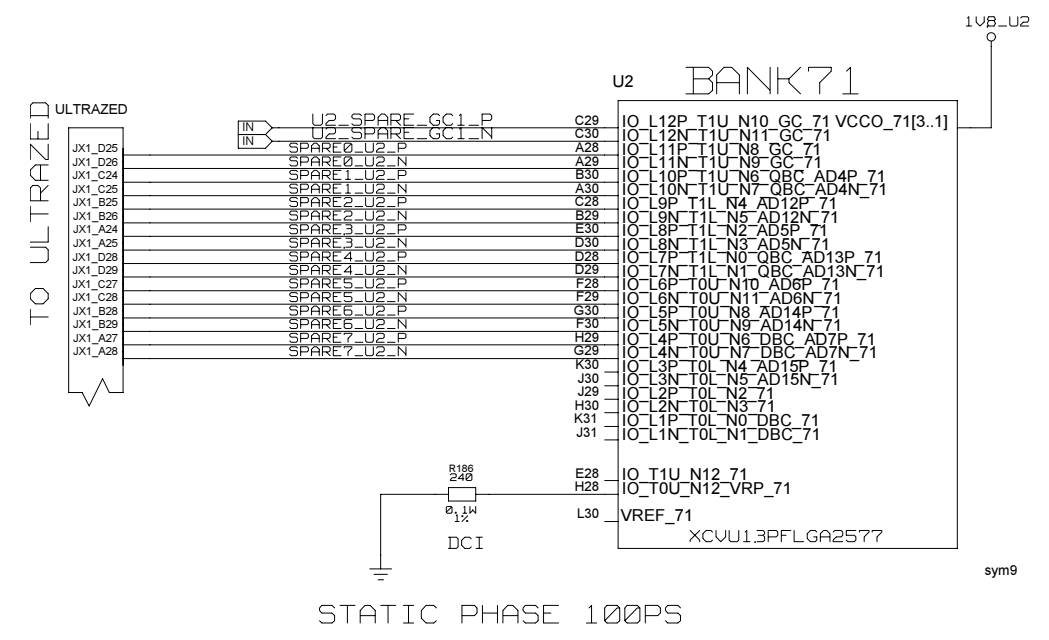 1V8_U2
U2 BANK71
TO ULTRAZED
ULTRAZED
IN U2_SPARE_GC1_P C29 IO_L12P_T1U_N10_GC_71 VCCO_71[3..1]
IN U2_SPARE_GC1_N C30 IO_L12N_T1U_N11_GC_71
JX1_D25 SPARE0_U2_P A28 IO_L11P_T1U_N8_GC_71
JX1_D26 SPARE0_U2_N A29 IO_L11N_T1U_N9_GC_71
JX1_C24 SPARE1_U2_P B30 IO_L10P_T1U_N6_QBC_AD4P_71
JX1_C25 SPARE1_U2_N A30 IO_L10N_T1U_N7_QBC_AD4N_71
JX1_B25 SPARE2_U2_P C28 IO_L9P_T1L_N4_AD12P_71
JX1_B26 SPARE2_U2_N B29 IO_L9N_T1L_N5_AD12N_71
JX1_A24 SPARE3_U2_P E30 IO_L8P_T1L_N2_AD5P_71
JX1_A25 SPARE3_U2_N D30 IO_L8N_T1L_N3_AD5N_71
JX1_D28 SPARE4_U2_P D28 IO_L7P_T1L_N0_QBC_AD13P_71
JX1_D29 SPARE4_U2_N D29 IO_L7N_T1L_N1_QBC_AD13N_71
JX1_C27 SPARE5_U2_P F28 IO_L6P_T0U_N10_AD6P_71
JX1_C28 SPARE5_U2_N F29 IO_L6N_T0U_N11_AD6N_71
JX1_B28 SPARE6_U2_P G30 IO_L5P_T0U_N8_AD14P_71
JX1_B29 SPARE6_U2_N F30 IO_L5N_T0U_N9_AD14N_71
JX1_A27 SPARE7_U2_P H29 IO_L4P_T0U_N6_DBC_AD7P_71
JX1_A28 SPARE7_U2_N G29 IO_L4N_T0U_N7_DBC_AD7N_71
K30 IO_L3P_T0L_N4_AD15P_71
J30 IO_L3N_T0L_N5_AD15N_71
J29 IO_L2P_T0L_N2_71
H30 IO_L2N_T0L_N3_71
K31 IO_L1P_T0L_N0_DBC_71
J31 IO_L1N_T0L_N1_DBC_71
E28 IO_T1U_N12_71
H28 IO_T0U_N12_VRP_71
R186
240
0.1W
1%
DCI
L30 VREF_71
XCVU13PFLGA2577
sym9
STATIC PHASE 100PS